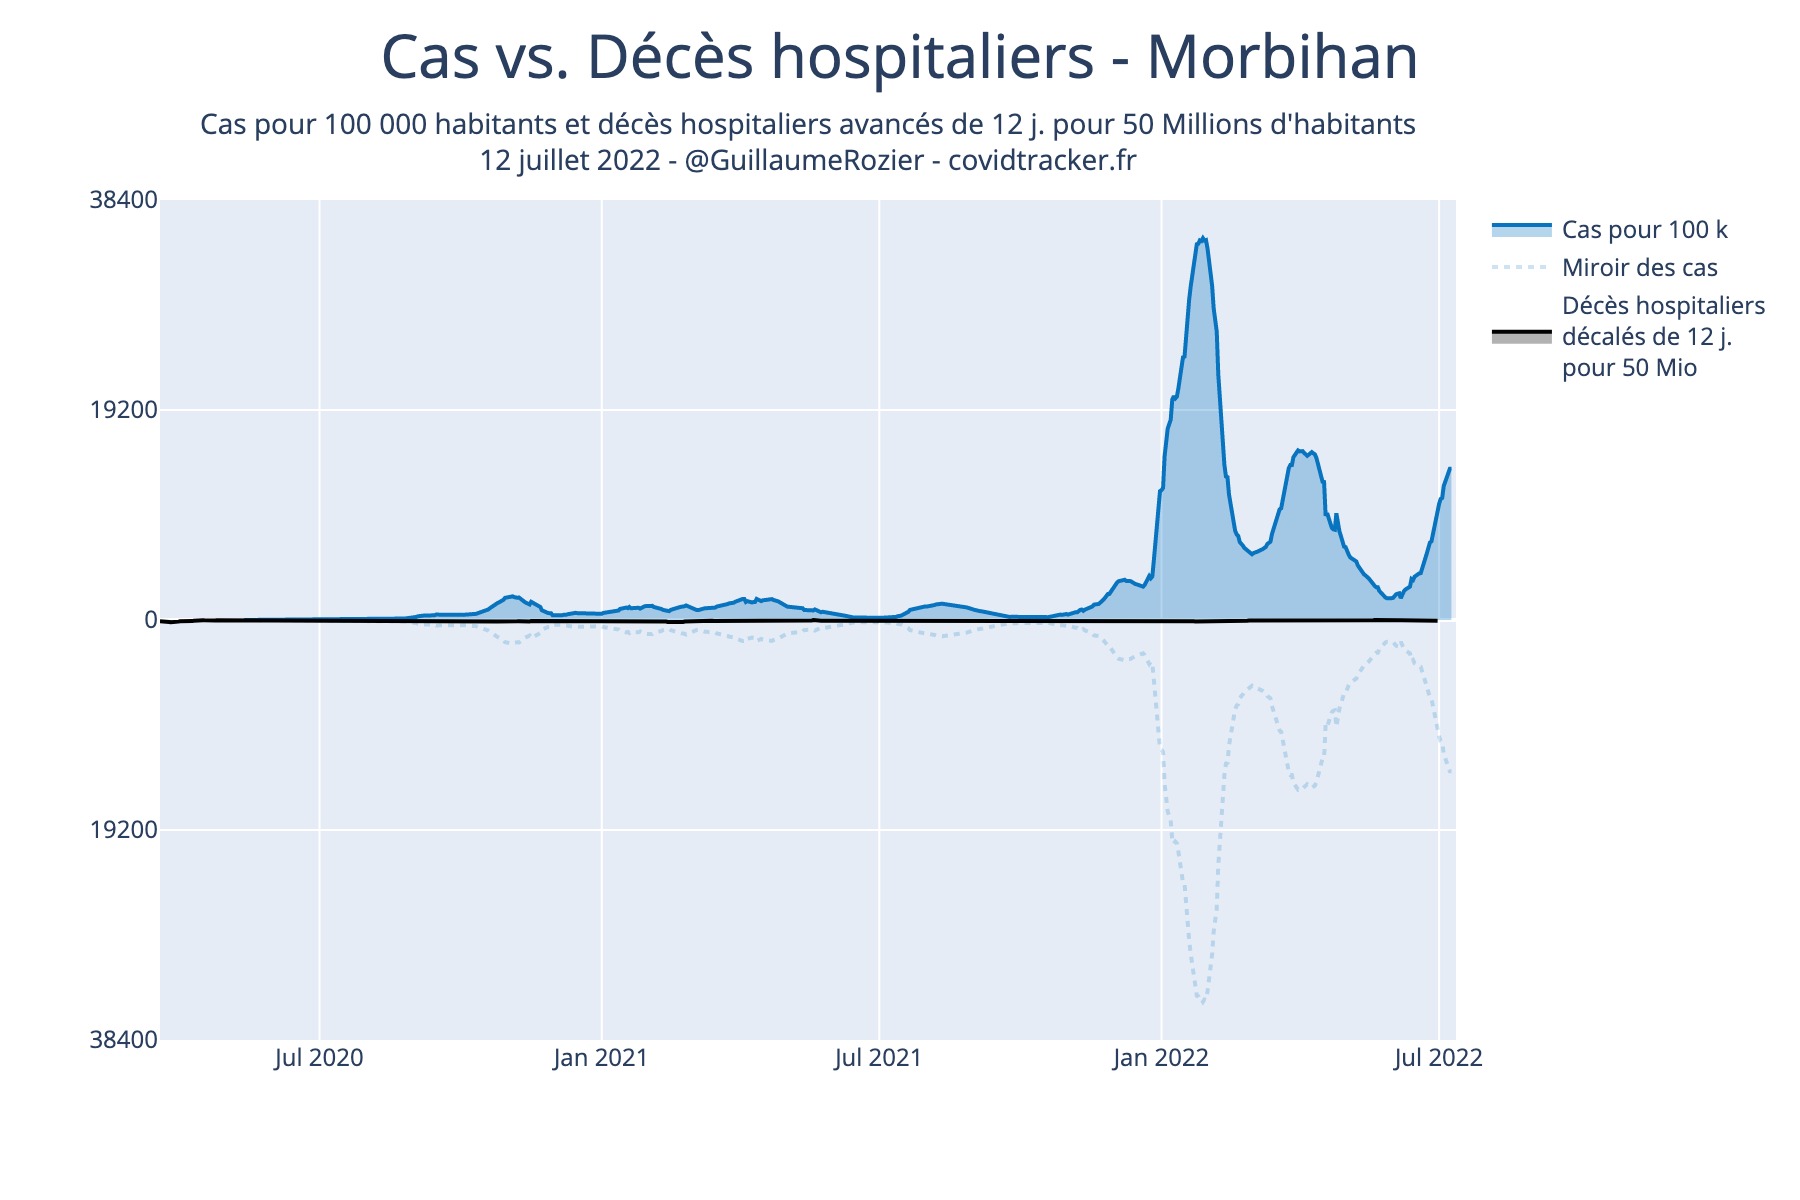 Cas vs. Décès hospitaliers - Morbihan
Cas pour 100 000 habitants et décès hospitaliers avancés de 12 j. pour 50 Millions d'habitants
12 juillet 2022 - @GuillaumeRozier - covidtracker.fr
38400
19200
0
19200
38400
Jul 2020
Jan 2021
Jul 2021
Jan 2022
Jul 2022
Cas pour 100 k
Miroir des cas
Décès hospitaliers
décalés de 12 j.
pour 50 Mio